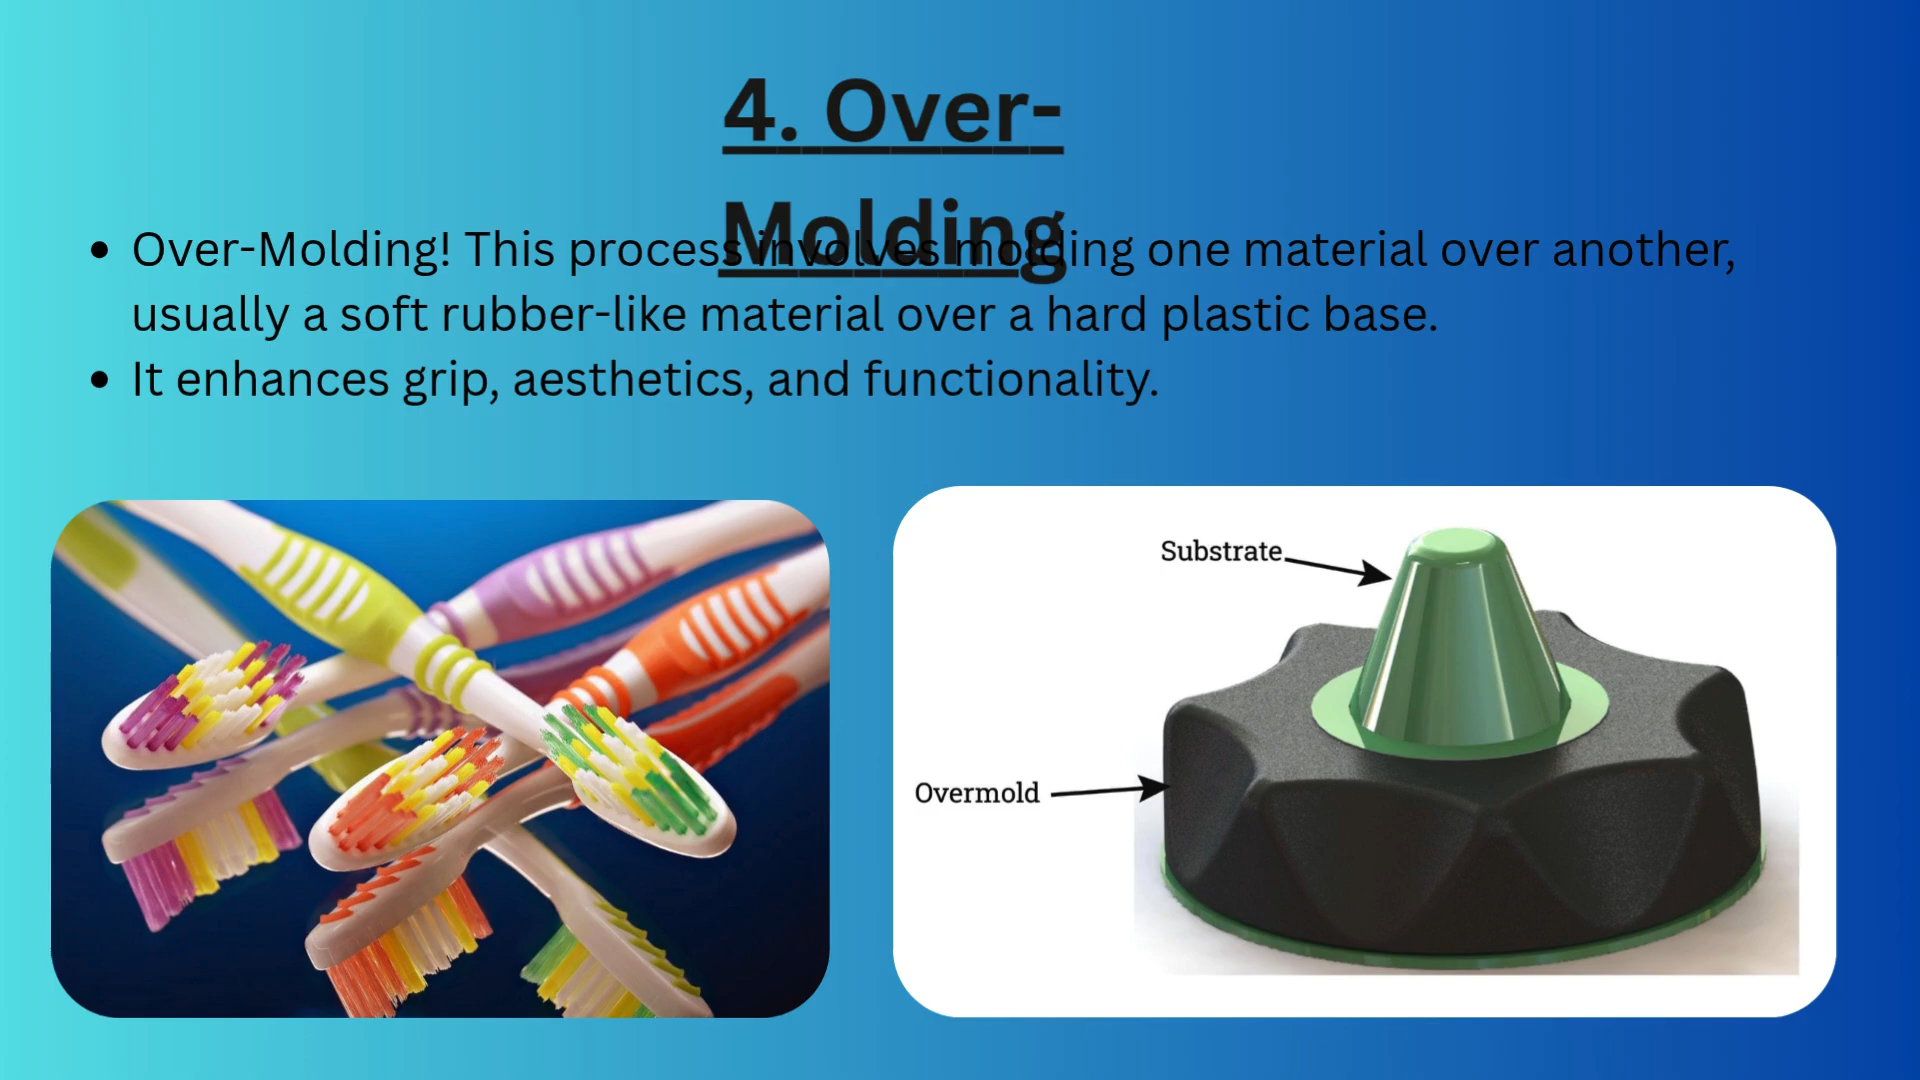 4. Over-
Molding
• Over-Molding! This process involves molding one material over another,
usually a soft rubber-like material over a hard plastic base.
• It enhances grip, aesthetics, and functionality.
Substrate
Overmold